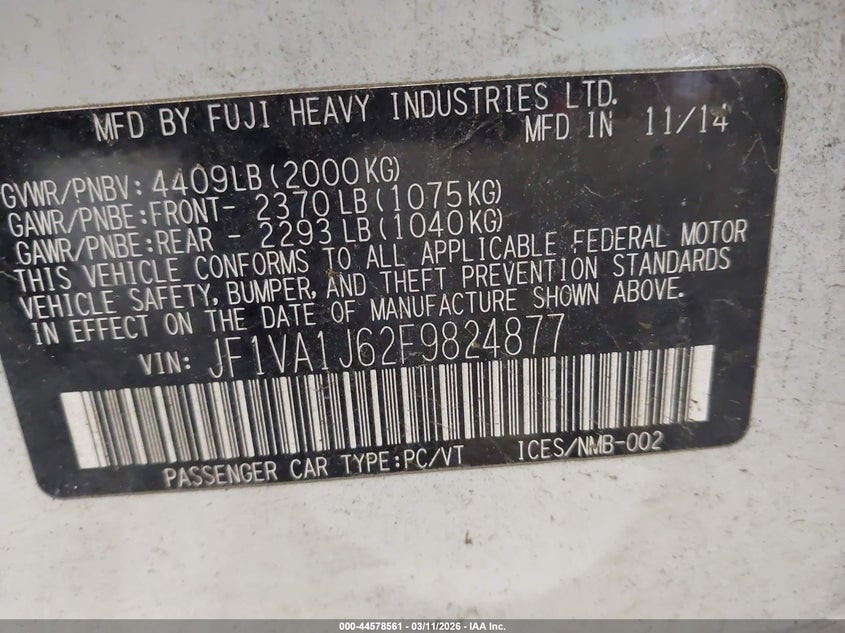 MFD BY FUJI HEAVY INDUSTRIES LTD.
MFD IN 11/14
GVWR/PNBV: 4409LB (2000KG)
GAWR/PNBE:FRONT- 2370 LB (1075KG)
GAWR/PNBE:REAR - 2293 LB (1040KG)
THIS VEHICLE CONFORMS TO ALL APPLICABLE FEDERAL MOTOR
VEHICLE SAFETY, BUMPER, AND THEFT PREVENTION STANDARDS
IN EFFECT ON THE DATE OF MANUFACTURE SHOWN ABOVE.
VIN: JF1VA1J62F9824877
PASSENGER CAR TYPE:PC/VT ICES/NMB-002
000-44578561 | 03/11/2026 - IAA Inc.